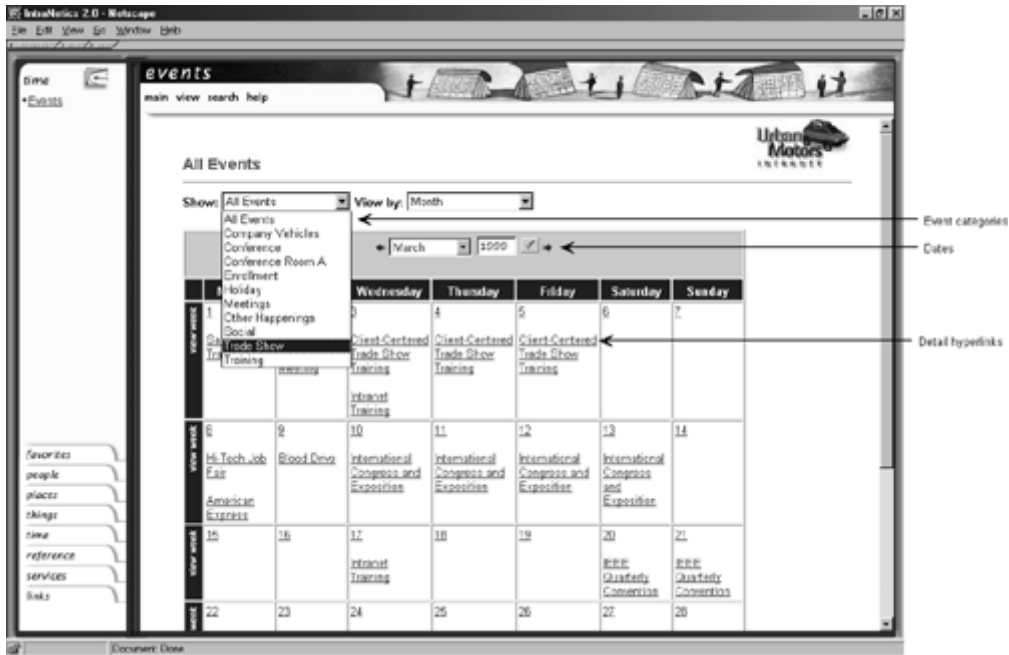 IntraNetics 2.0 - Netscape
File Edit View Go Window Help
time
•Events
events
main view search help
Urban
Motors
INTRANET
All Events
Show: All Events View by: Month
All Events
Company Vehicles
Conference
Conference Room A
Enrollment
Holiday
Meetings
Other Happenings
Social
Trade Show
Training
Event categories
March 1999
Dates
Wednesday Thursday Friday Saturday Sunday
view week
1 3 4 5 6 7
Client-Centered Client-Centered Client-Centered
Trade Show Trade Show Trade Show
Training Training Training
Meeting
Intranet
Training
Detail hyperlinks
view week
8 9 10 11 12 13 14
Hi-Tech Job Blood Drive International International International International
Fair Congress and Congress and Congress and Congress
Exposition Exposition Exposition and
American Exposition
Express
view week
15 16 17 18 19 20 21
Intranet IEEE IEEE
Training Quarterly Quarterly
Convention Convention
week
22 23 24 25 26 27 28
favorites
people
places
things
time
reference
services
links
Document: Done